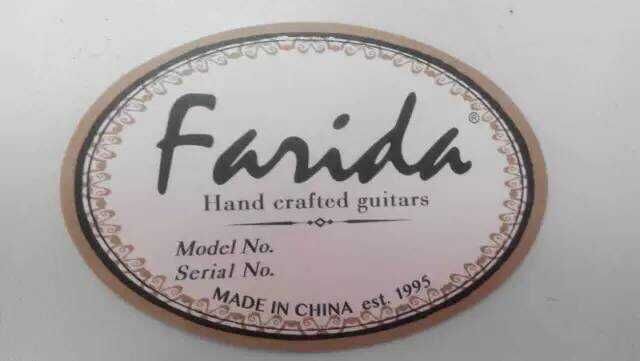 Farida®
Hand crafted guitars
Model No.
Serial No.
MADE IN CHINA est. 1995